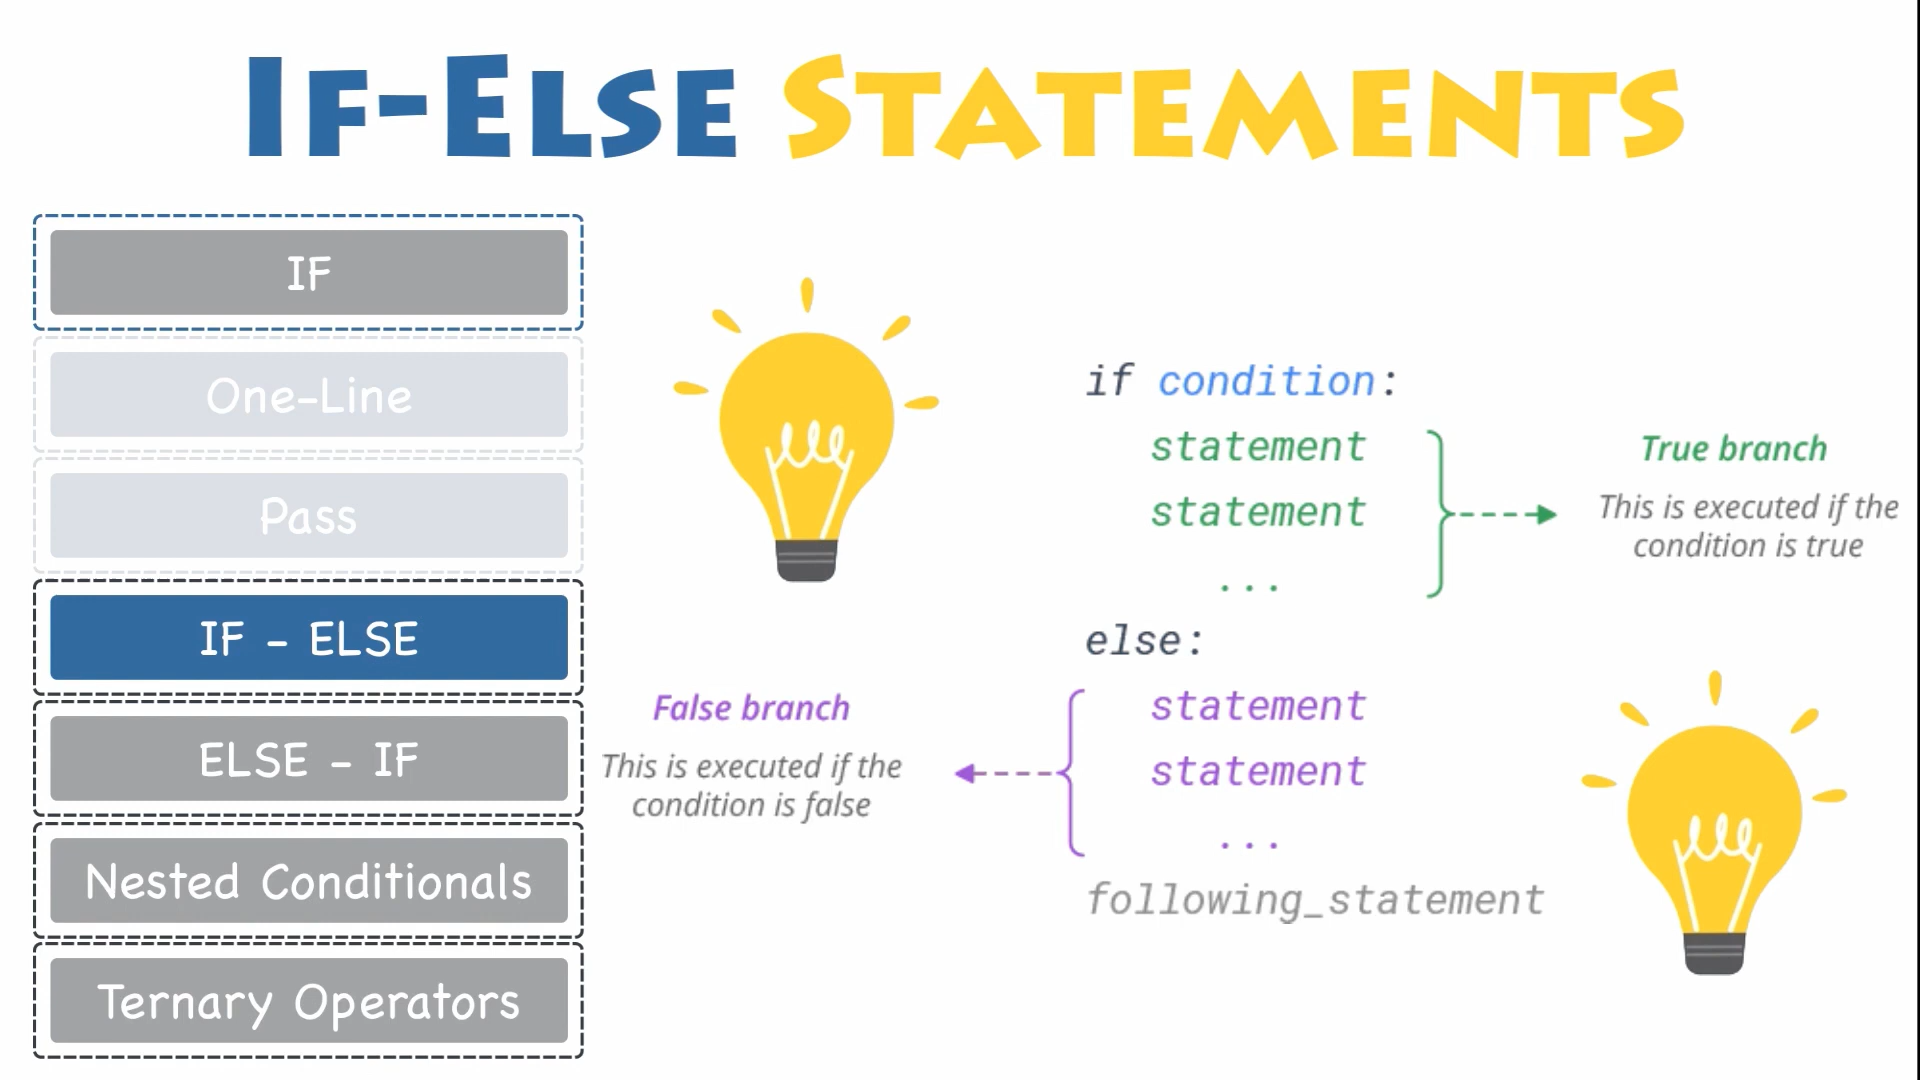 IF-ELSE STATEMENTS
IF
One-Line
Pass
IF - ELSE
ELSE - IF
Nested Conditionals
Ternary Operators
if condition:
statement
statement
...
else:
statement
statement
...
following_statement
True branch
This is executed if the
condition is true
False branch
This is executed if the
condition is false